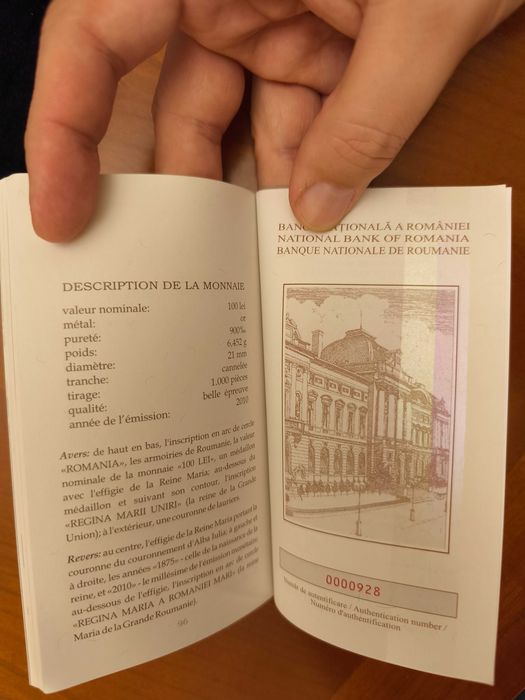 DESCRIPTION DE LA MONNAIE
valeur nominale: 100 lei
métal: or
pureté: 900‰
poids: 6,452 g
diamètre: 21 mm
tranche: cannelée
tirage: 1.000 pièces
qualité: belle épreuve
année de l'émission: 2010
Avers: de haut en bas, l'inscription en arc de cercle
«ROMANIA», les armoiries de Roumanie, la valeur
nominale de la monnaie «100 LEI», un médaillon
avec l'effigie de la Reine Maria; au-dessous du
médaillon et suivant son contour, l'inscription
«REGINA MARII UNIRI» (la reine de la Grande
Union); à l'extérieur, une couronne de lauriers.
Revers: au centre, l'effigie de la Reine Maria portant la
couronne du couronnement d'Alba Iulia; à gauche et
à droite, les années «1875» - celle de la naissance de la
reine, et «2010» - le millésime de l'émission monétaire;
au-dessous de l'effigie, l'inscription en arc de cercle
«REGINA MARIA A ROMANIEI MARI» (la reine
Maria de la Grande Roumanie).
96
NAȚIONALĂ A ROMÂNIEI
NATIONAL BANK OF ROMANIA
BANQUE NATIONALE DE ROUMANIE
0000928
Număr de autentificare / Authentication number /
Numéro d'authentification